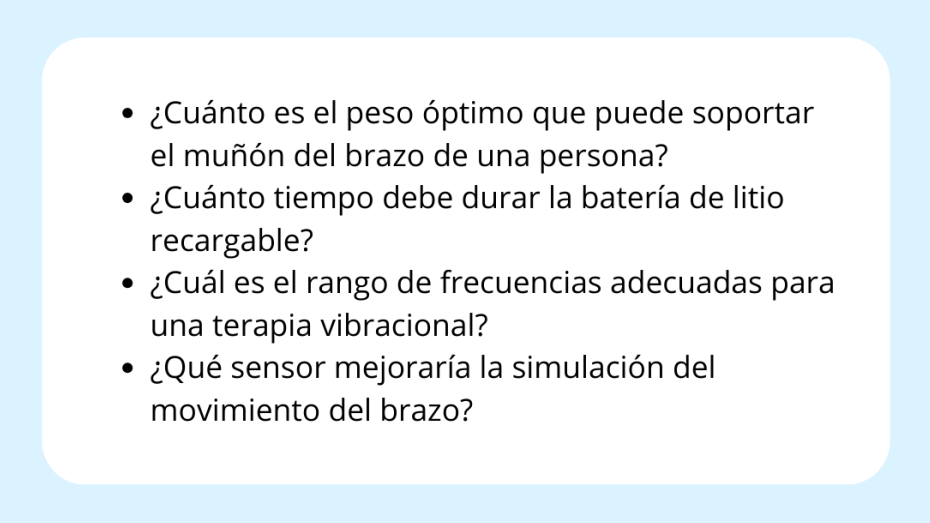 • ¿Cuánto es el peso óptimo que puede soportar
el muñón del brazo de una persona?
• ¿Cuánto tiempo debe durar la batería de litio
recargable?
• ¿Cuál es el rango de frecuencias adecuadas para
una terapia vibracional?
• ¿Qué sensor mejoraría la simulación del
movimiento del brazo?